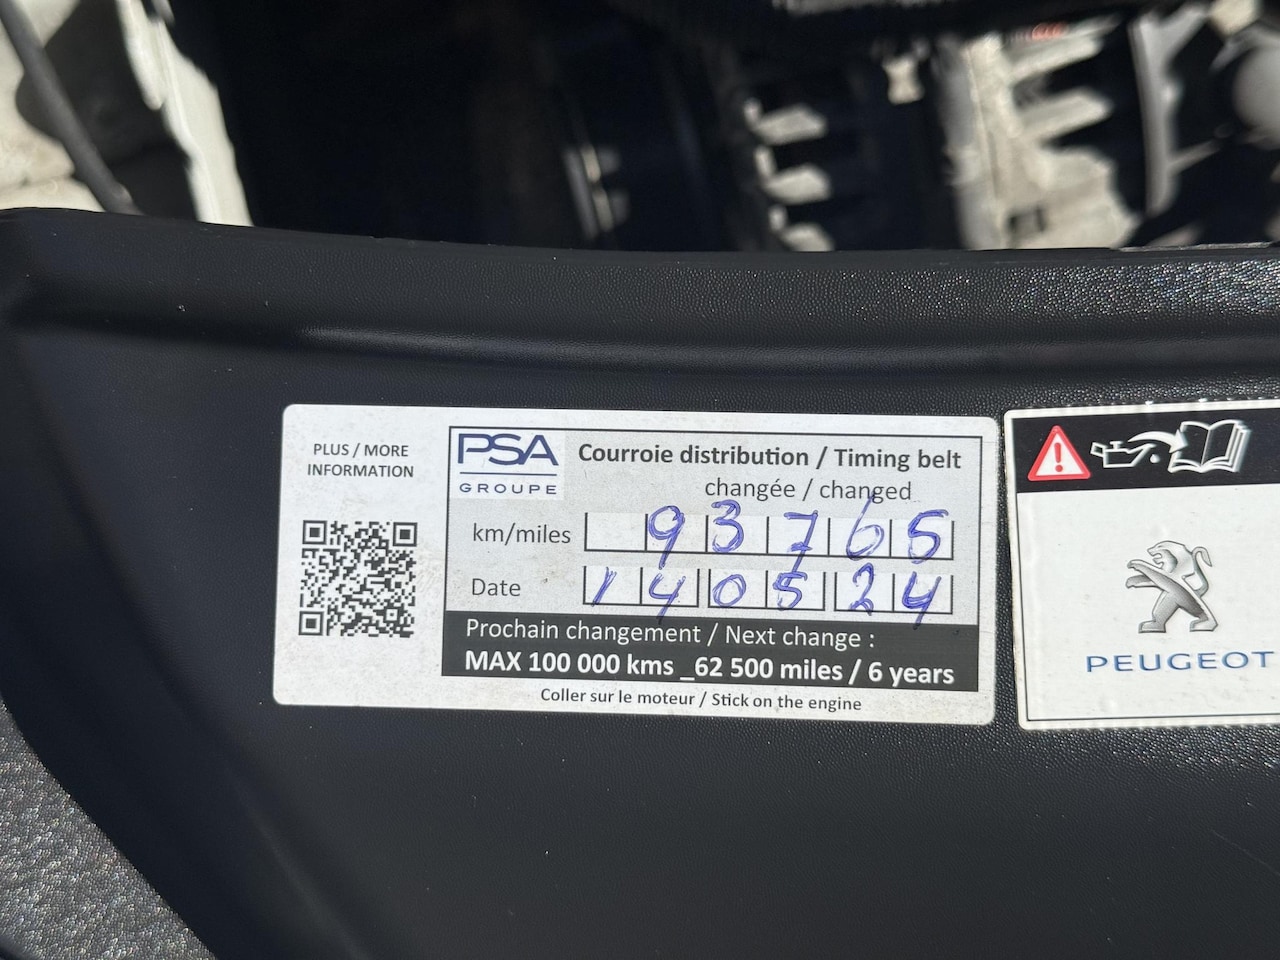 PLUS / MORE
INFORMATION
PSA
GROUPE
Courroie distribution / Timing belt
changée / changed
km/miles 93765
Date 140524
Prochain changement / Next change :
MAX 100 000 kms _62 500 miles / 6 years
Coller sur le moteur / Stick on the engine
PEUGEOT